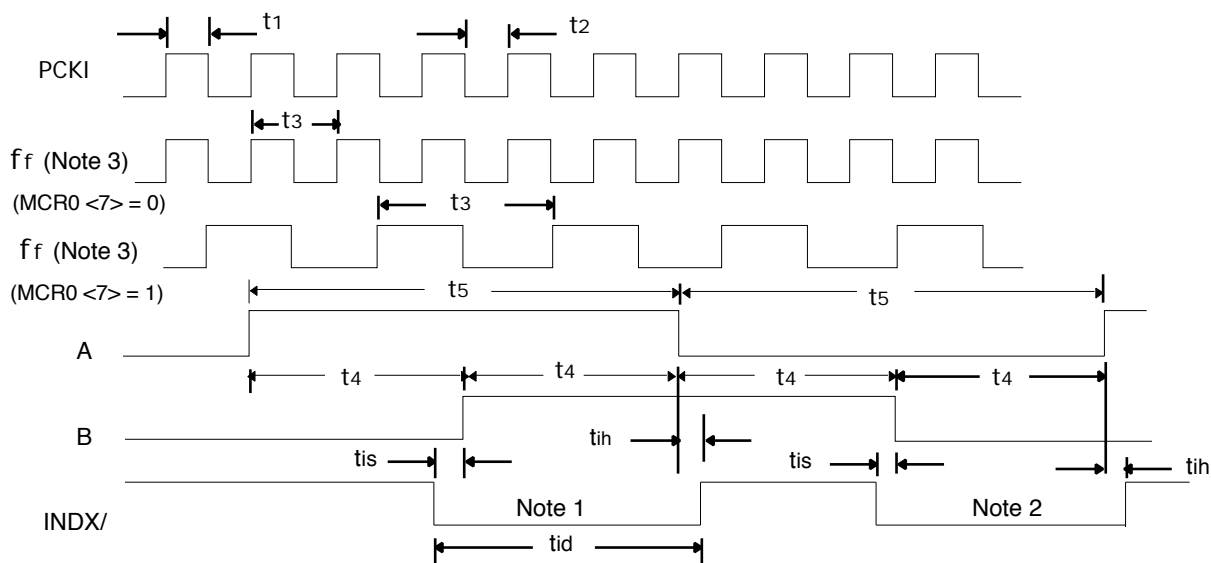 t1
t2
PCKI
t3
ff (Note 3)
(MCR0 <7> = 0)
t3
ff (Note 3)
(MCR0 <7> = 1)
t5
t5
A
t4
t4
t4
t4
B
tih
tis
tis
tih
Note 1
Note 2
INDX/
tid